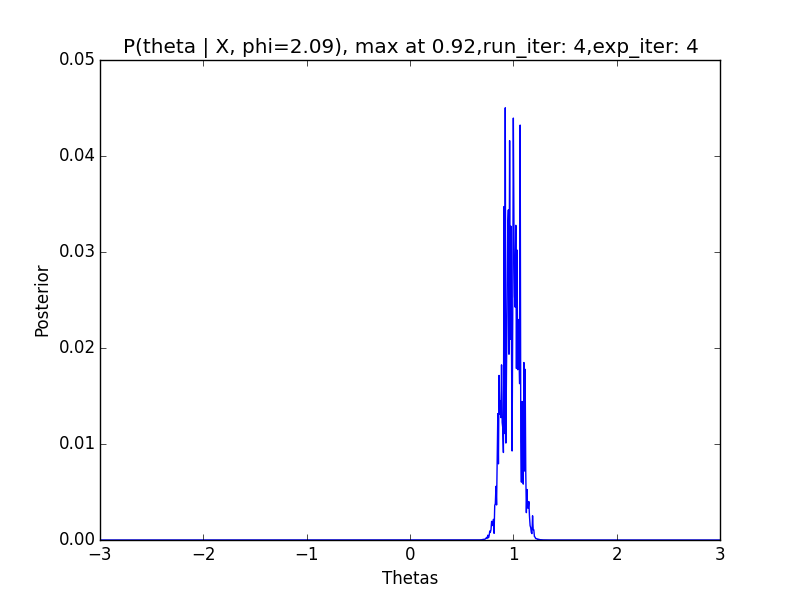 P(theta | X, phi=2.09), max at 0.92,run_iter: 4,exp_iter: 4
0.05
0.04
0.03
0.02
0.01
0.00
Posterior
−3 −2 −1 0 1 2 3
Thetas